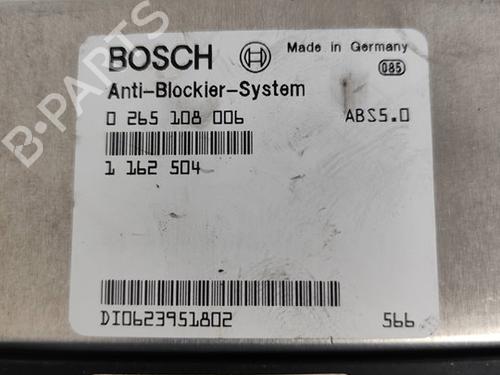 B-PARTS
BOSCH
Made in Germany
085
Anti-Blockier-System
0 265 108 006
ABS5.0
1 162 504
DI0623951802
566